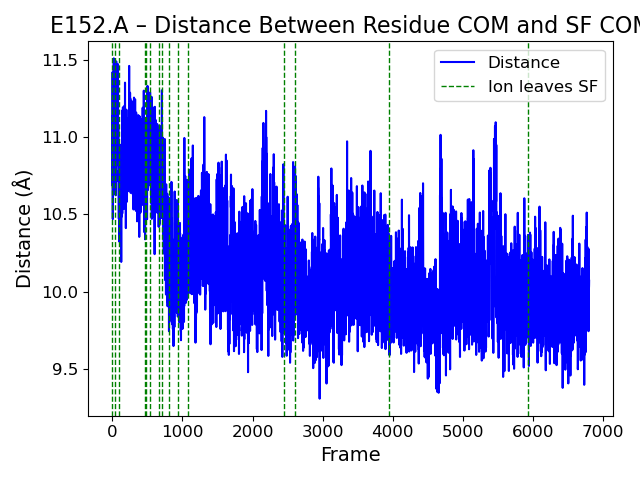 E152.A – Distance Between Residue COM and SF COM
11.5
11.0
10.5
10.0
9.5
Distance (Å)
Distance
Ion leaves SF
0 1000 2000 3000 4000 5000 6000 7000
Frame